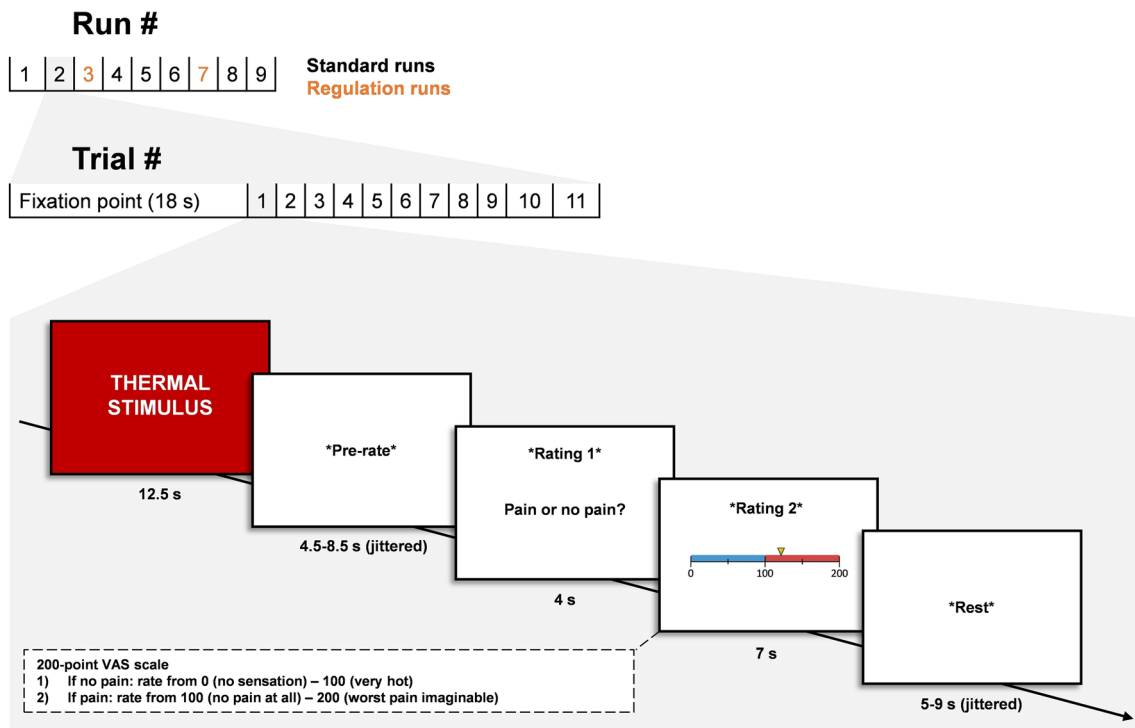 Run #
1 2 3 4 5 6 7 8 9
Standard runs
Regulation runs
Trial #
Fixation point (18 s) 1 2 3 4 5 6 7 8 9 10 11
THERMAL
STIMULUS
12.5 s
*Pre-rate*
4.5-8.5 s (jittered)
*Rating 1*
Pain or no pain?
4 s
*Rating 2*
0 100 200
7 s
*Rest*
5-9 s (jittered)
200-point VAS scale
1) If no pain: rate from 0 (no sensation) – 100 (very hot)
2) If pain: rate from 100 (no pain at all) – 200 (worst pain imaginable)